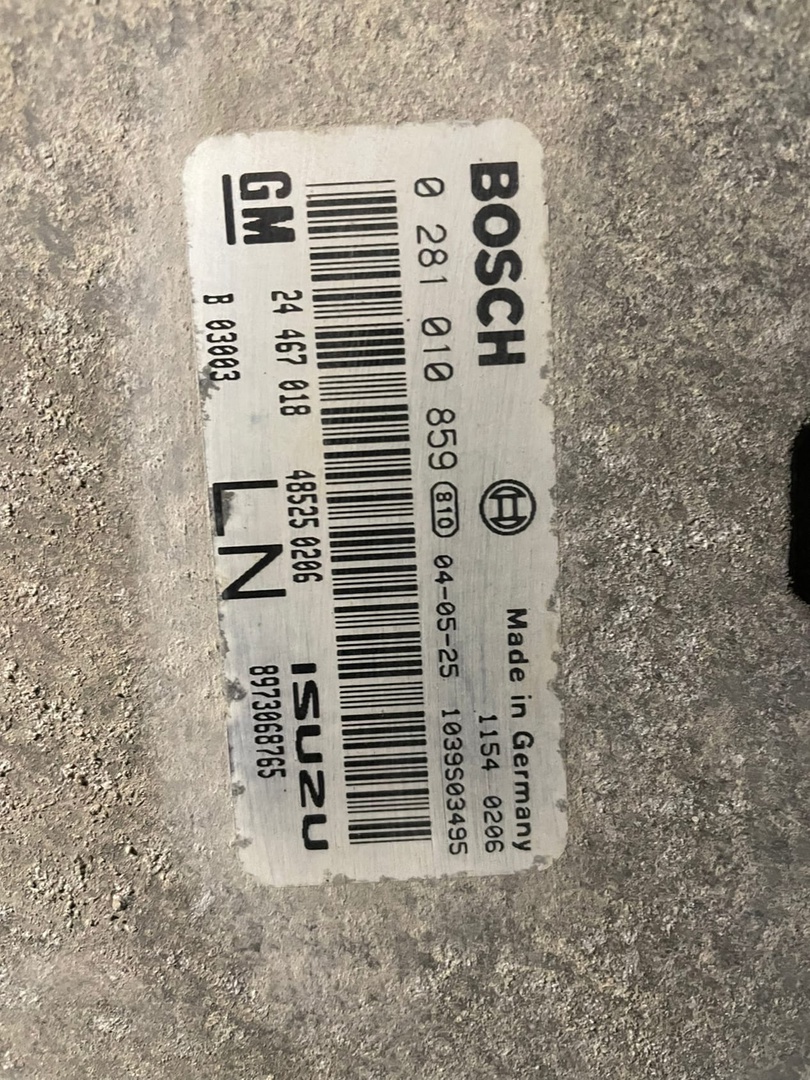 BOSCH Made in Germany
1154 0206
0 281 010 859 810 04-05-25 1039S03495
GM 24 467 018 48525 0206 ISUZU
B 03003 LN 8973068765